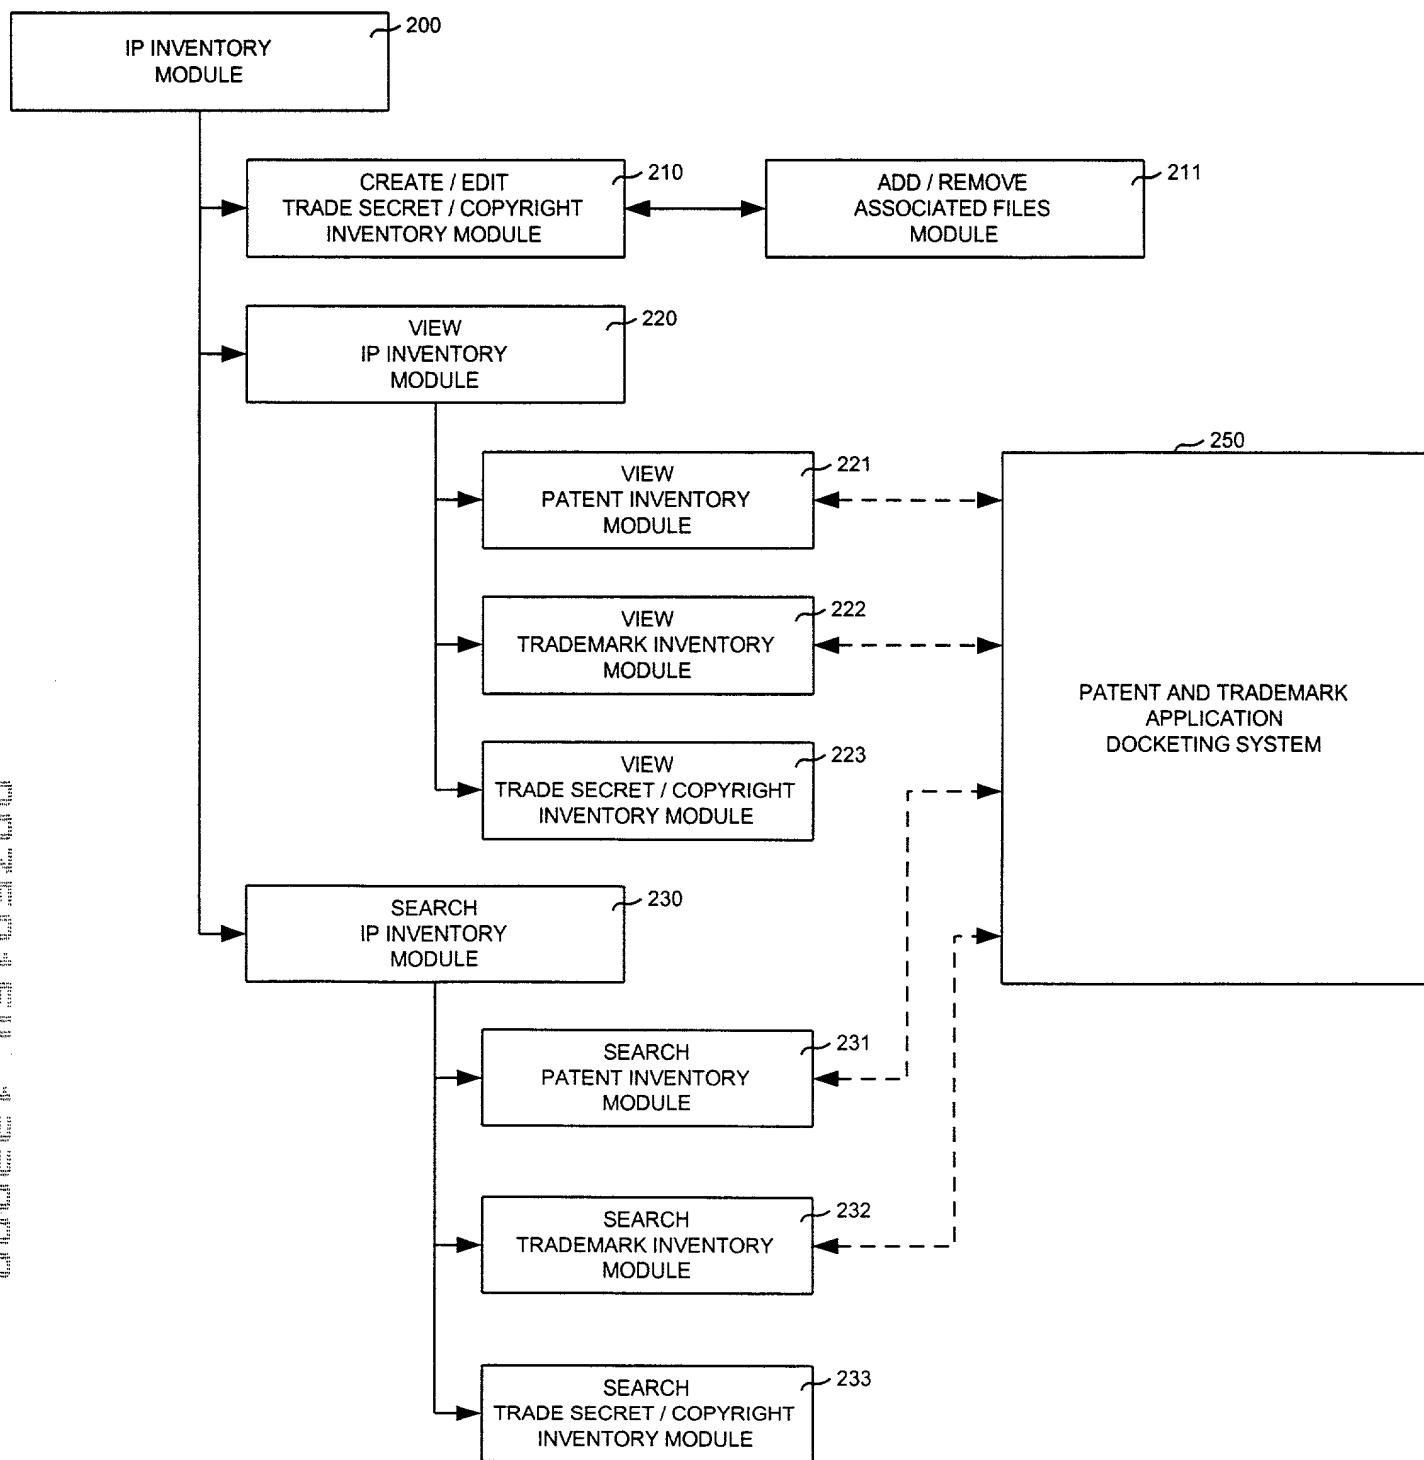 IP INVENTORY
MODULE
200
CREATE / EDIT
TRADE SECRET / COPYRIGHT
INVENTORY MODULE
210
ADD / REMOVE
ASSOCIATED FILES
MODULE
211
VIEW
IP INVENTORY
MODULE
220
VIEW
PATENT INVENTORY
MODULE
221
250
VIEW
TRADEMARK INVENTORY
MODULE
222
PATENT AND TRADEMARK
APPLICATION
DOCKETING SYSTEM
VIEW
TRADE SECRET / COPYRIGHT
INVENTORY MODULE
223
SEARCH
IP INVENTORY
MODULE
230
SEARCH
PATENT INVENTORY
MODULE
231
SEARCH
TRADEMARK INVENTORY
MODULE
232
SEARCH
TRADE SECRET / COPYRIGHT
INVENTORY MODULE
233